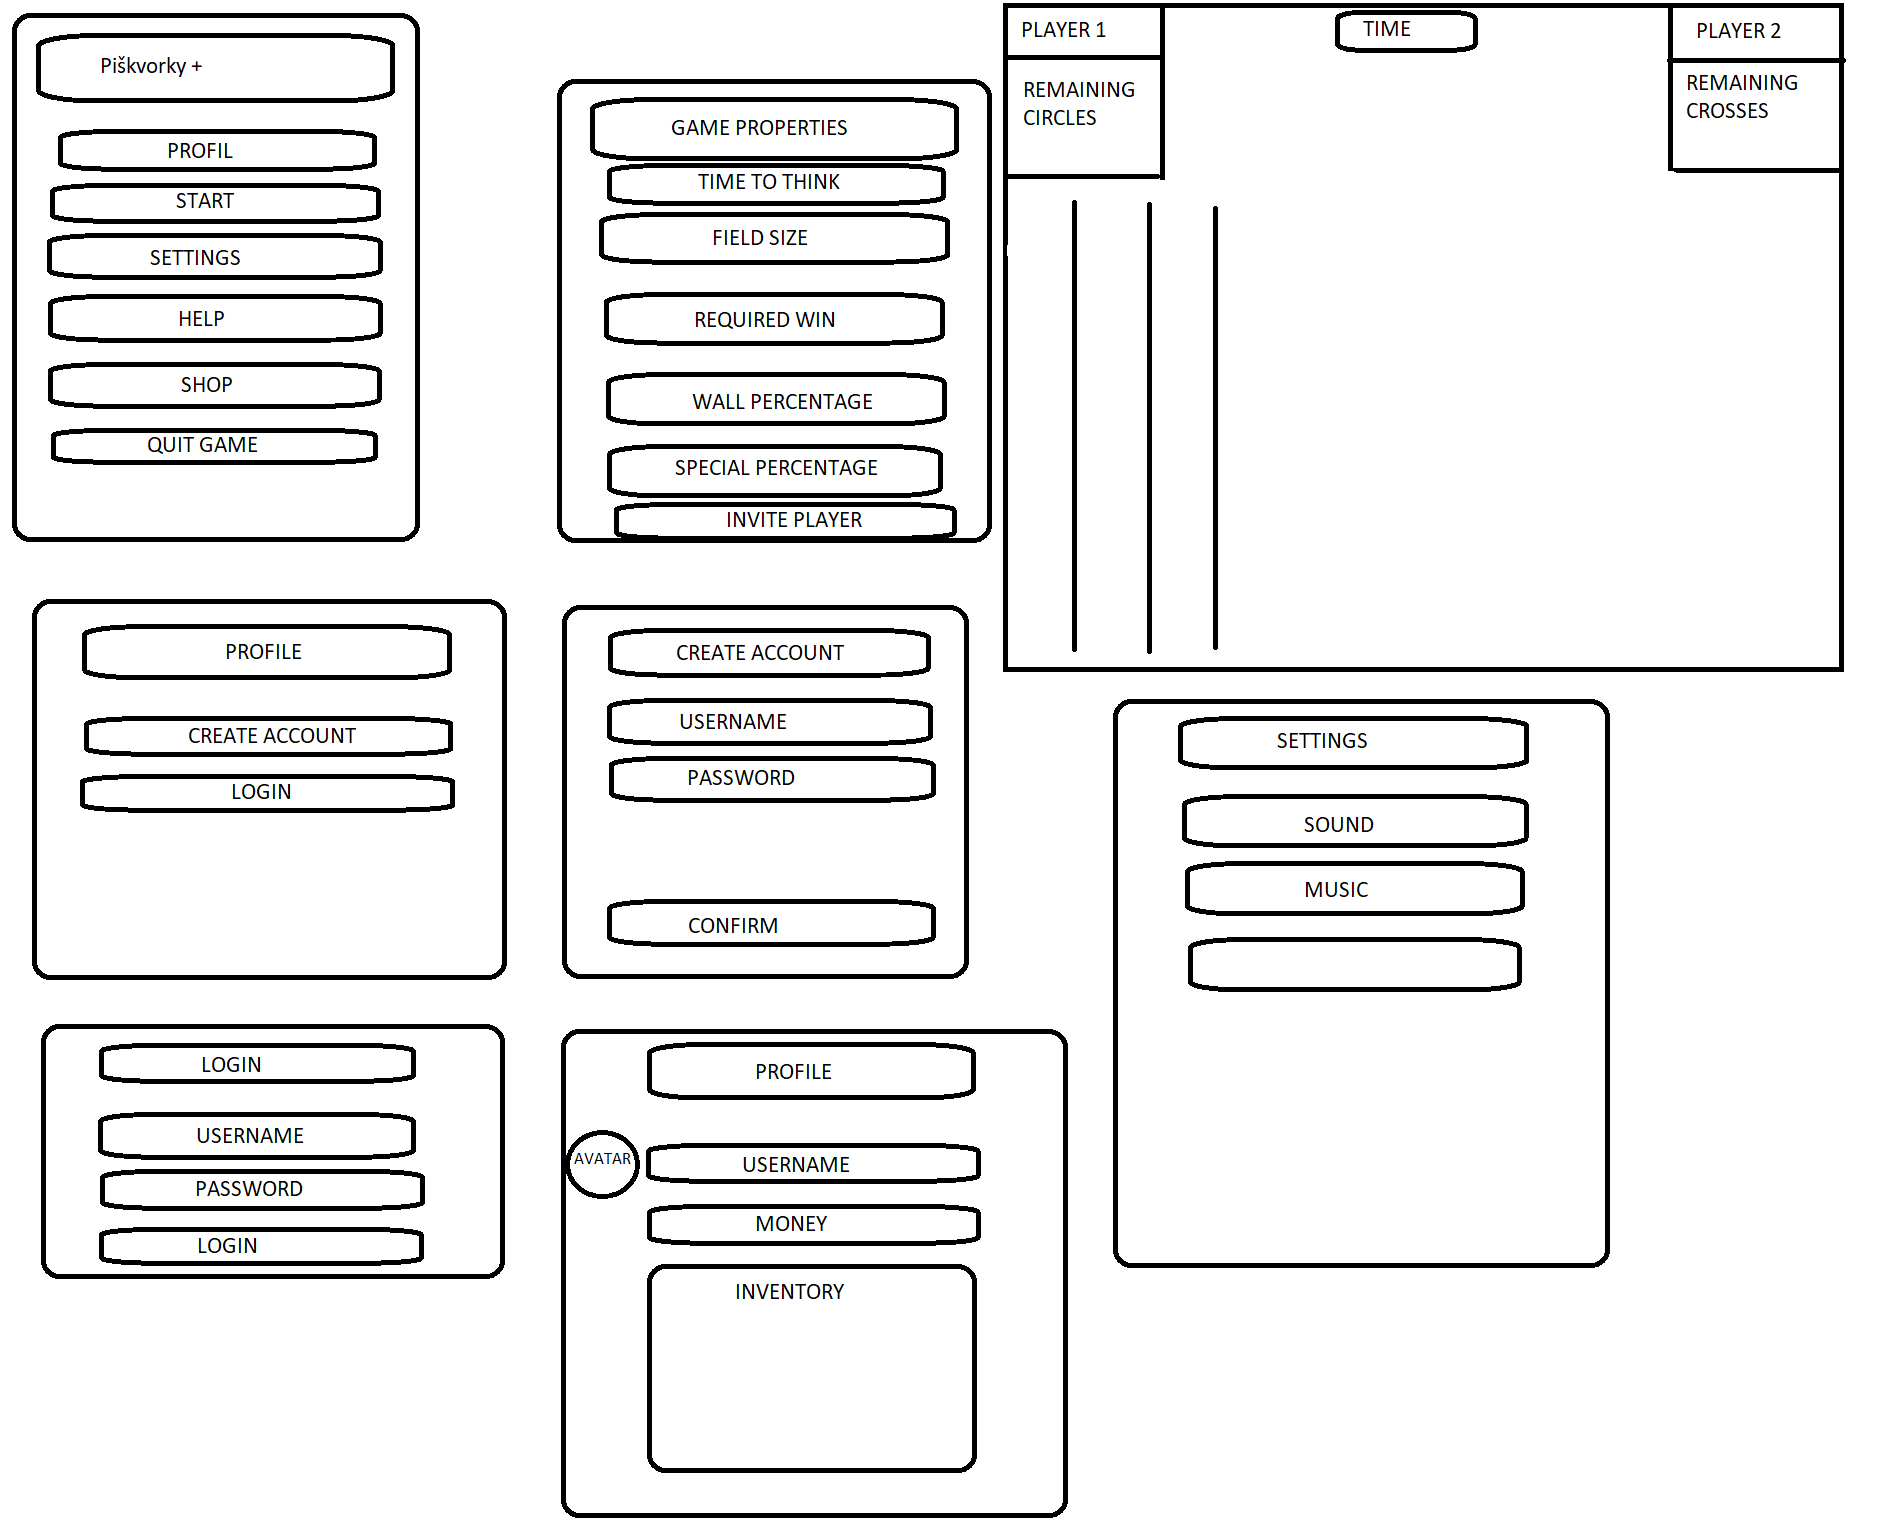 Piškvorky +
PROFIL
START
SETTINGS
HELP
SHOP
QUIT GAME
GAME PROPERTIES
TIME TO THINK
FIELD SIZE
REQUIRED WIN
WALL PERCENTAGE
SPECIAL PERCENTAGE
INVITE PLAYER
PLAYER 1
REMAINING
CIRCLES
TIME
PLAYER 2
REMAINING
CROSSES
PROFILE
CREATE ACCOUNT
LOGIN
CREATE ACCOUNT
USERNAME
PASSWORD
CONFIRM
SETTINGS
SOUND
MUSIC
LOGIN
USERNAME
PASSWORD
LOGIN
PROFILE
AVATAR
USERNAME
MONEY
INVENTORY